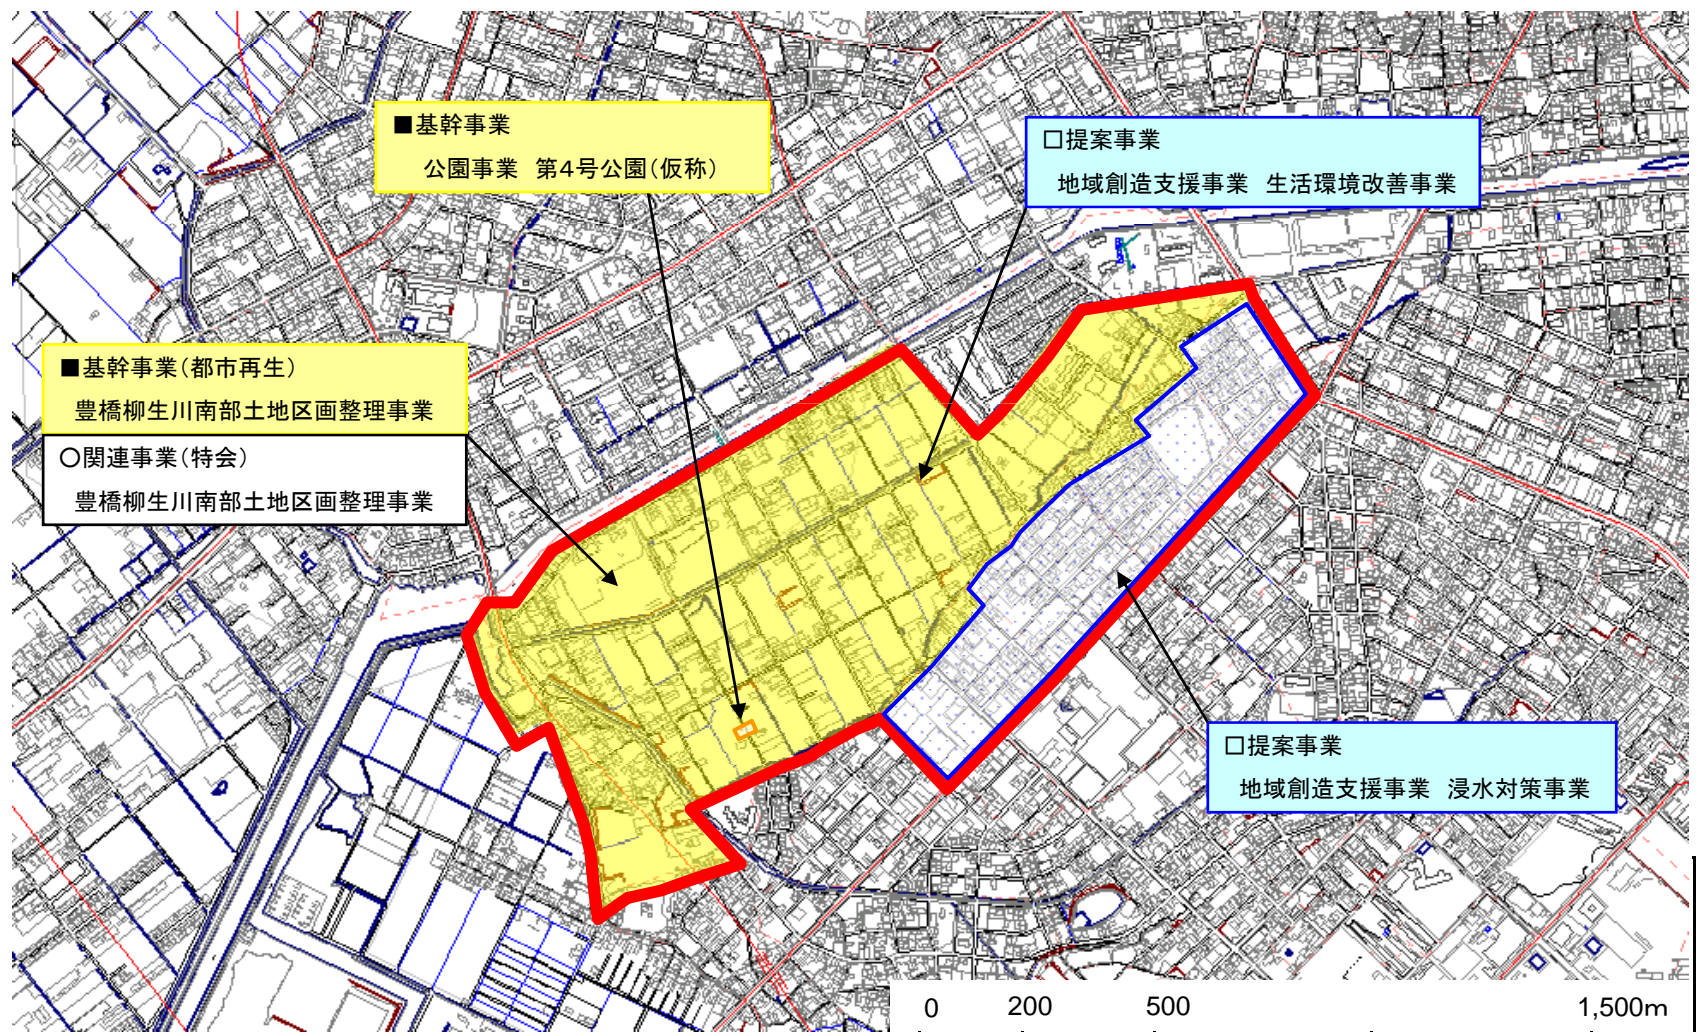 ■基幹事業
公園事業 第4号公園(仮称)
□提案事業
地域創造支援事業 生活環境改善事業
■基幹事業(都市再生)
豊橋柳生川南部土地区画整理事業
○関連事業(特会)
豊橋柳生川南部土地区画整理事業
□提案事業
地域創造支援事業 浸水対策事業
0 200 500 1,500m